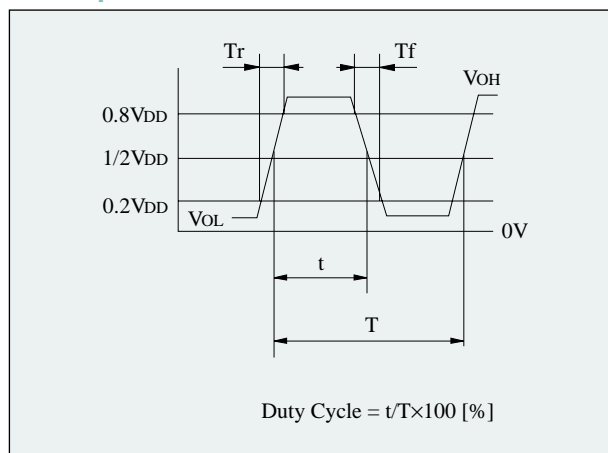 Tr Tf
VOH
0.8VDD
1/2VDD
0.2VDD
VOL
0V
t
T
Duty Cycle = t/T×100 [%]